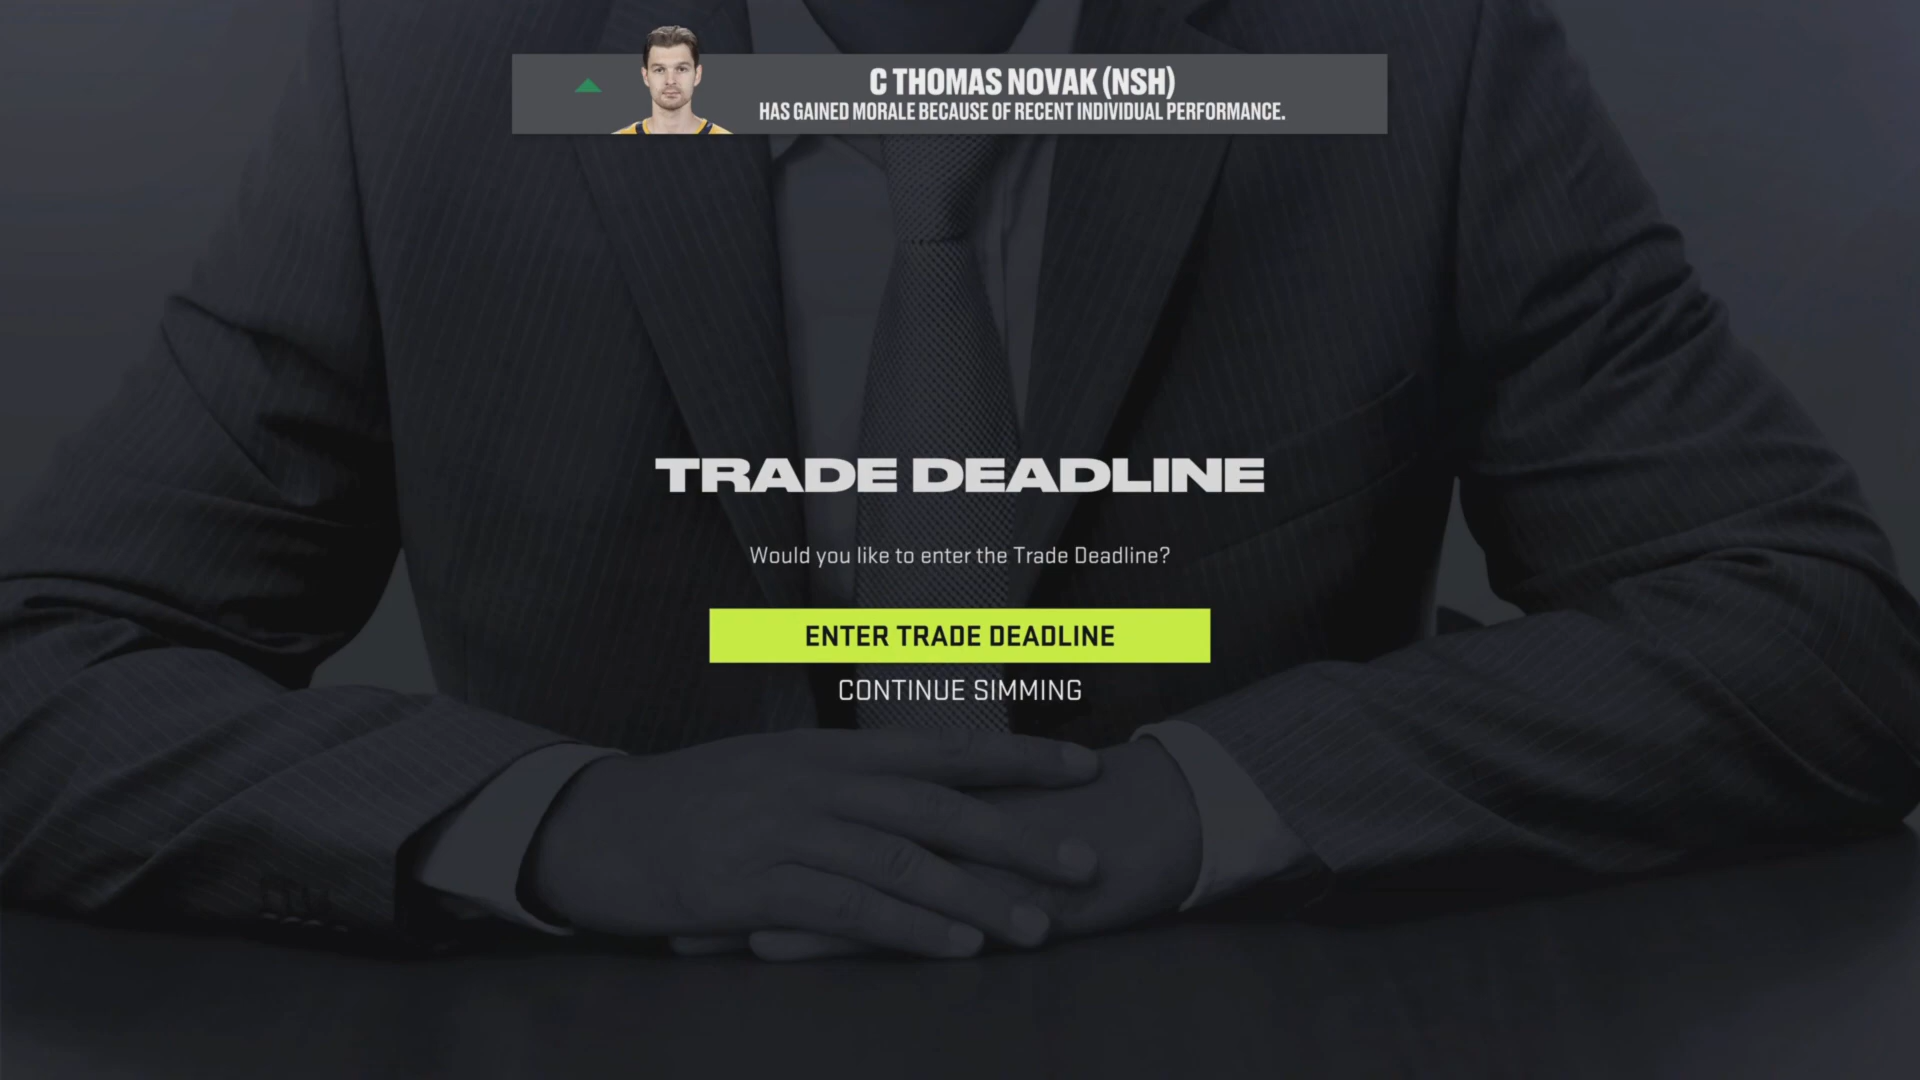 C THOMAS NOVAK (NSH)
HAS GAINED MORALE BECAUSE OF RECENT INDIVIDUAL PERFORMANCE.
TRADE DEADLINE
Would you like to enter the Trade Deadline?
ENTER TRADE DEADLINE
CONTINUE SIMMING